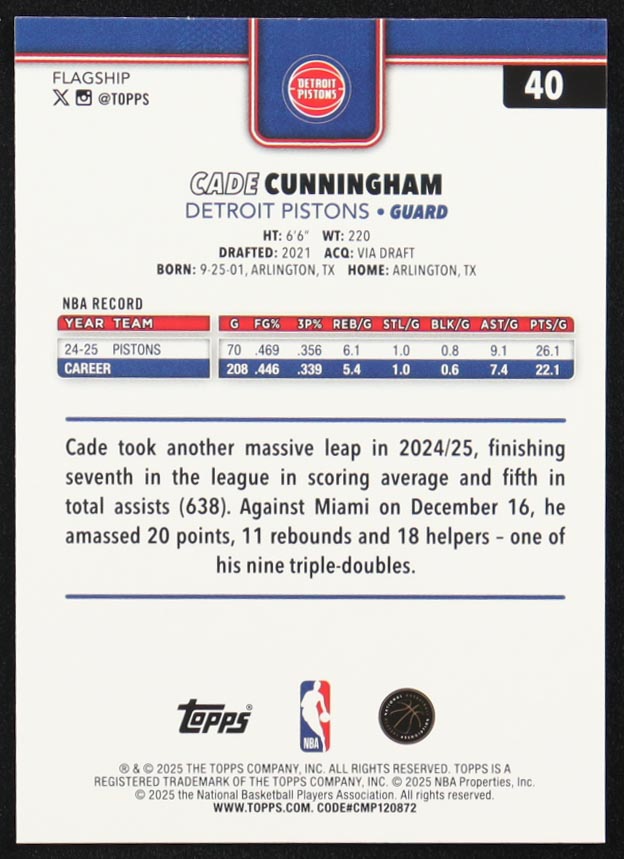 FLAGSHIP
@TOPPS
DETROIT
PISTONS
40
CADE CUNNINGHAM
DETROIT PISTONS • GUARD
HT: 6'6" WT: 220
DRAFTED: 2021 ACQ: VIA DRAFT
BORN: 9-25-01, ARLINGTON, TX HOME: ARLINGTON, TX
NBA RECORD
YEAR TEAM G FG% 3P% REB/G STL/G BLK/G AST/G PTS/G
24-25 PISTONS 70 .469 .356 6.1 1.0 0.8 9.1 26.1
CAREER 208 .446 .339 5.4 1.0 0.6 7.4 22.1
Cade took another massive leap in 2024/25, finishing
seventh in the league in scoring average and fifth in
total assists (638). Against Miami on December 16, he
amassed 20 points, 11 rebounds and 18 helpers – one of
his nine triple-doubles.
Topps®
NBA
® & © 2025 THE TOPPS COMPANY, INC. ALL RIGHTS RESERVED. TOPPS IS A
REGISTERED TRADEMARK OF THE TOPPS COMPANY, INC. © 2025 NBA Properties, Inc.
© 2025 the National Basketball Players Association. All rights reserved.
WWW.TOPPS.COM. CODE#CMP120872